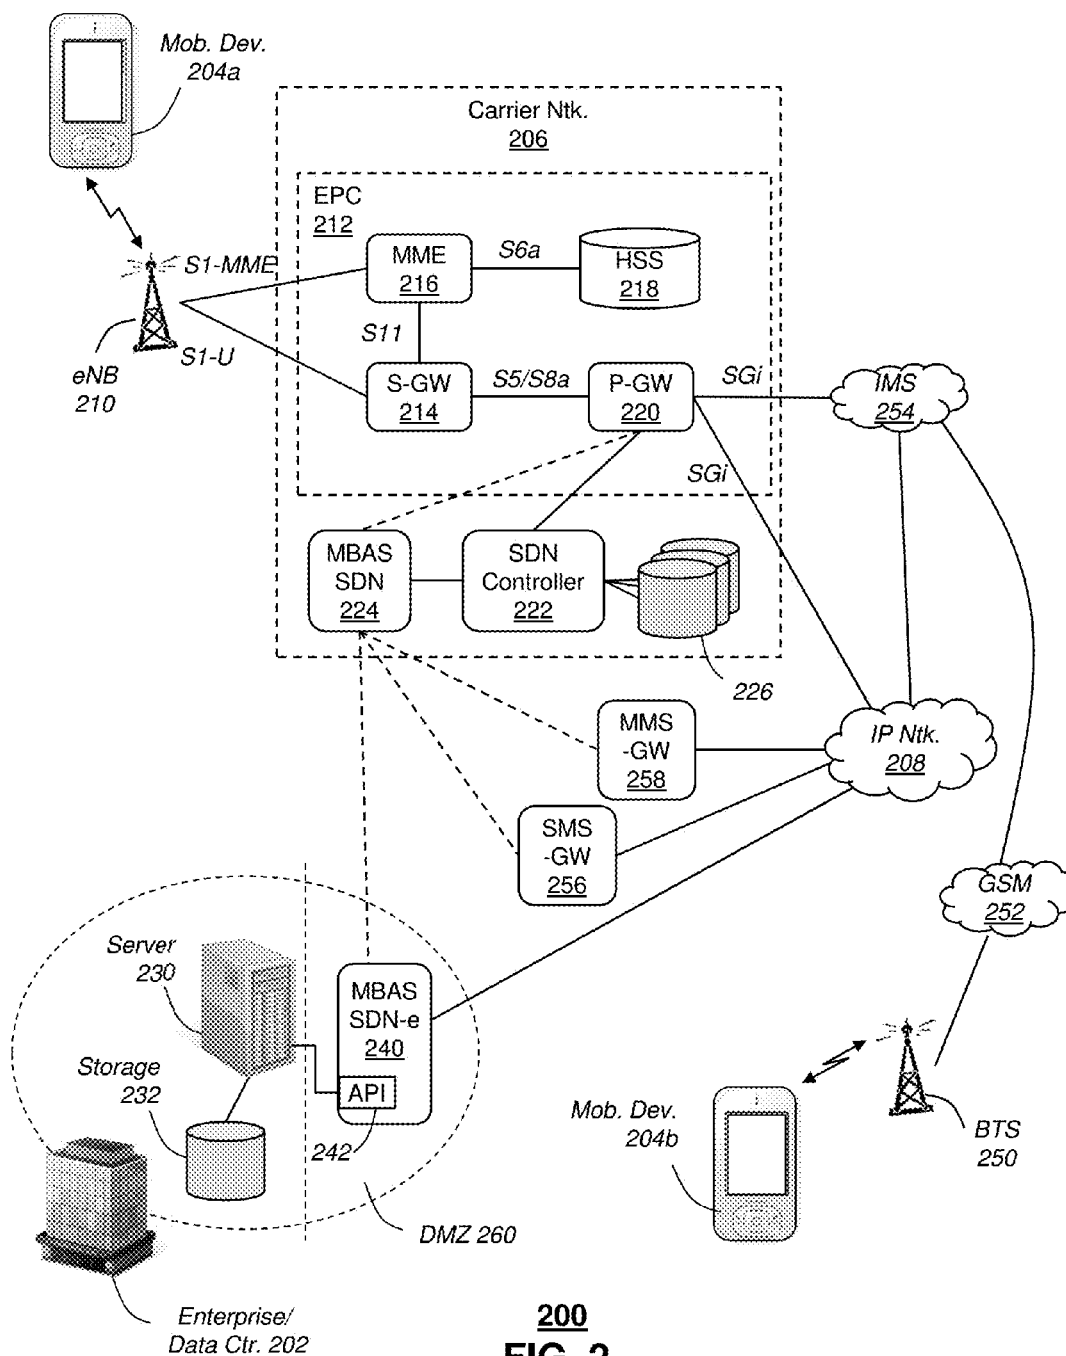 Mob. Dev.
204a
Carrier Ntk.
206
EPC
212
MME
216
S6a
HSS
218
S1-MME
S11
S1-U
eNB
210
S-GW
214
S5/S8a
P-GW
220
SGi
IMS
254
SGi
MBAS
SDN
224
SDN
Controller
222
226
MMS
-GW
258
IP Ntk.
208
SMS
-GW
256
GSM
252
Server
230
MBAS
SDN-e
240
Storage
232
API
242
Mob. Dev.
204b
BTS
250
DMZ 260
Enterprise/
Data Ctr. 202
200
FIG. 2